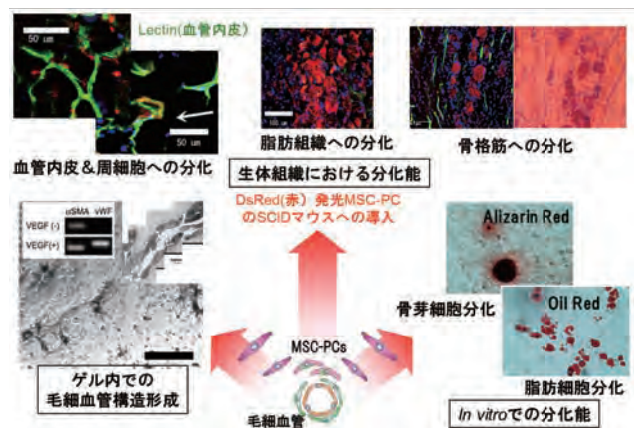 Lectin(血管内皮)
50 um
50 um
100 um
血管内皮&周細胞への分化
脂肪組織への分化
骨格筋への分化
生体組織における分化能
DsRed(赤)発光MSC-PC
のSCIDマウスへの導入
αSMA vWF
VEGF (-)
VEGF(+)
Alizarin Red
骨芽細胞分化
Oil Red
脂肪細胞分化
MSC-PCs
毛細血管
ゲル内での
毛細血管構造形成
In vitroでの分化能